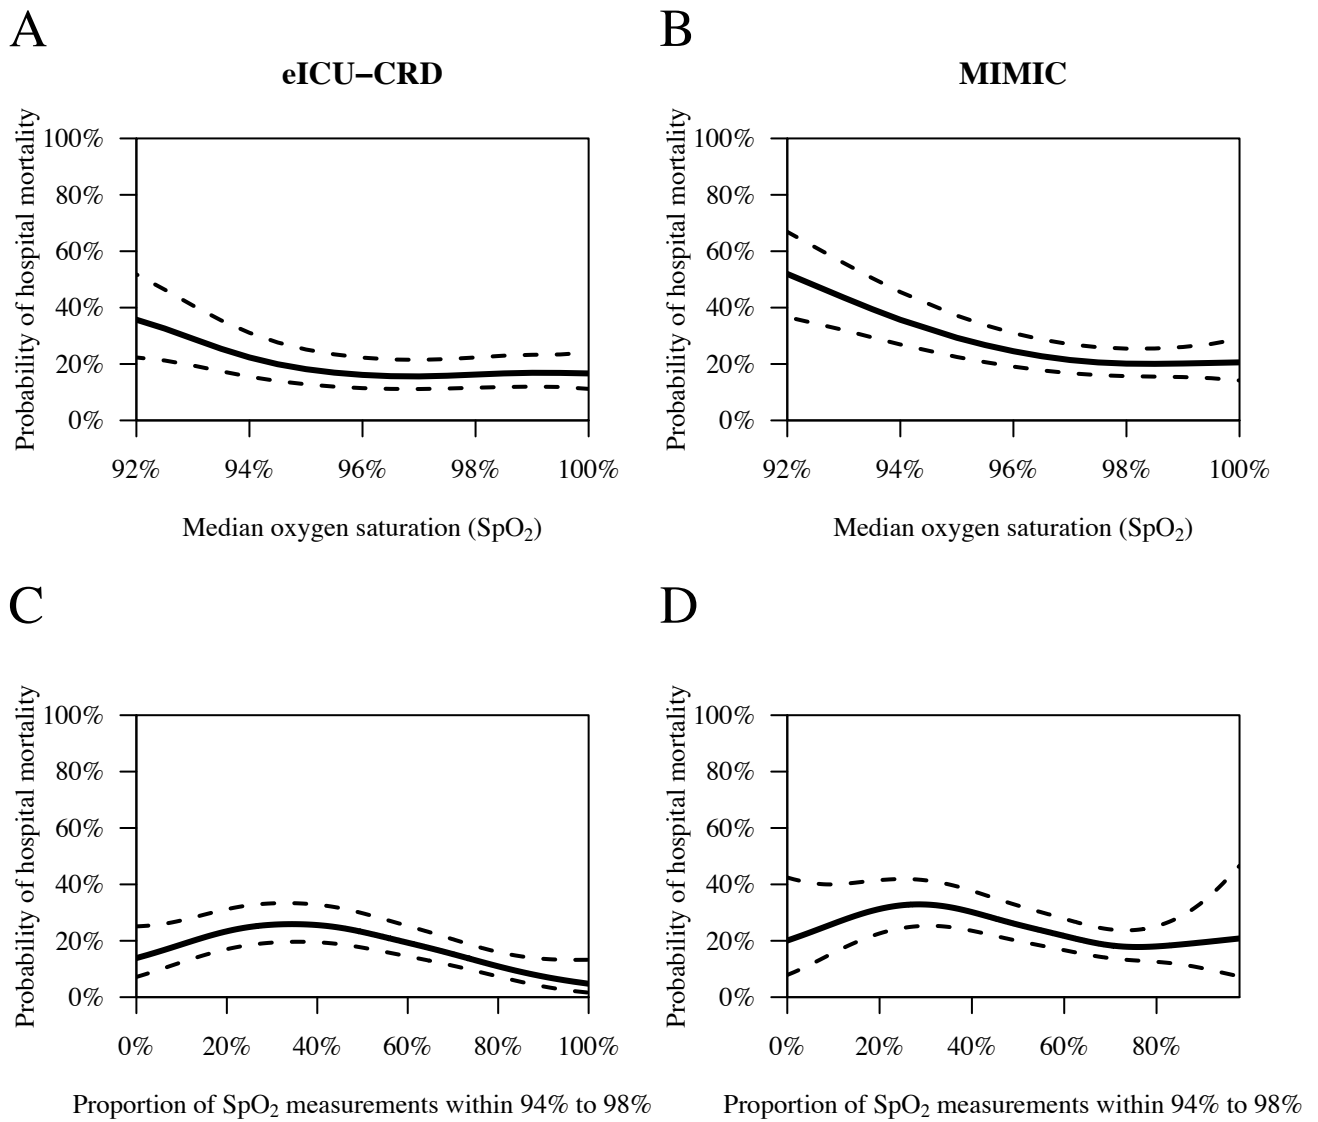 A
eICU−CRD
Probability of hospital mortality
100%
80%
60%
40%
20%
0%
92% 94% 96% 98% 100%
Median oxygen saturation (SpO₂)
B
MIMIC
Probability of hospital mortality
100%
80%
60%
40%
20%
0%
92% 94% 96% 98% 100%
Median oxygen saturation (SpO₂)
C
Probability of hospital mortality
100%
80%
60%
40%
20%
0%
0% 20% 40% 60% 80% 100%
Proportion of SpO₂ measurements within 94% to 98%
D
Probability of hospital mortality
100%
80%
60%
40%
20%
0%
0% 20% 40% 60% 80%
Proportion of SpO₂ measurements within 94% to 98%